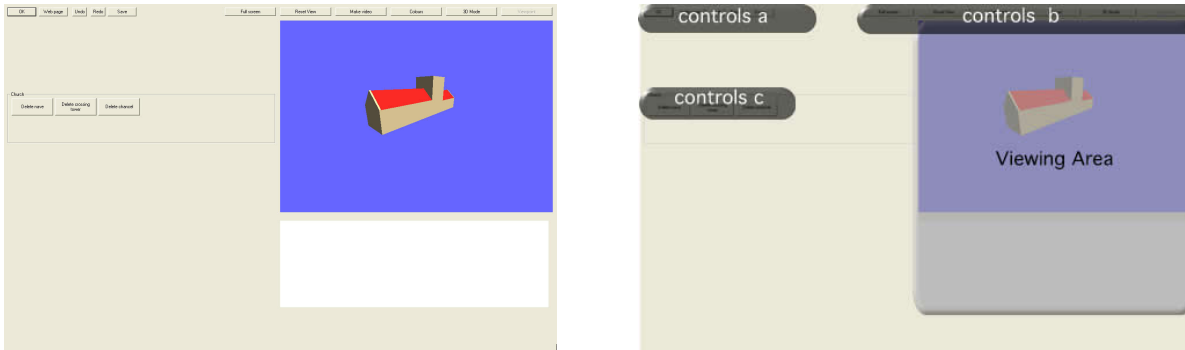 OK Web page Undo Redo Save Full screen Reset View Make video Colours 3D Mode
Church
Delete nave Delete crossing tower Delete chancel
controls a controls b
controls c
Viewing Area